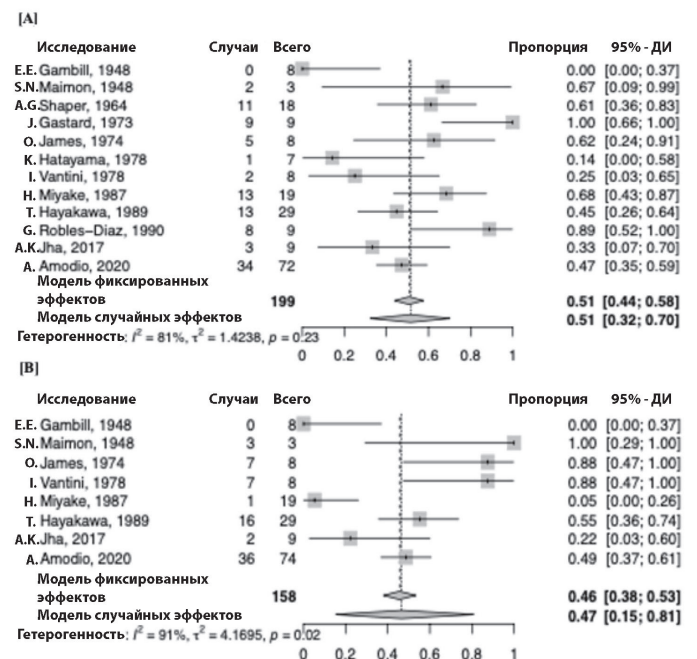 [A]
Исследование Случаи Всего Пропорция 95% - ДИ
E.E. Gambill, 1948 0 8 0.00 [0.00; 0.37]
S.N. Maimon, 1948 2 3 0.67 [0.09; 0.99]
A.G. Shaper, 1964 11 18 0.61 [0.36; 0.83]
J. Gastard, 1973 9 9 1.00 [0.66; 1.00]
O. James, 1974 5 8 0.62 [0.24; 0.91]
K. Hatayama, 1978 1 7 0.14 [0.00; 0.58]
I. Vantini, 1978 2 8 0.25 [0.03; 0.65]
H. Miyake, 1987 13 19 0.68 [0.43; 0.87]
T. Hayakawa, 1989 13 29 0.45 [0.26; 0.64]
G. Robles-Diaz, 1990 8 9 0.89 [0.52; 1.00]
A.K. Jha, 2017 3 9 0.33 [0.07; 0.70]
A. Amodio, 2020 34 72 0.47 [0.35; 0.59]
Модель фиксированных
эффектов 199 0.51 [0.44; 0.58]
Модель случайных эффектов 0.51 [0.32; 0.70]
Гетерогенность: I² = 81%, τ² = 1.4238, p = 0.23
0 0.2 0.4 0.6 0.8 1
[B]
Исследование Случаи Всего Пропорция 95% - ДИ
E.E. Gambill, 1948 0 8 0.00 [0.00; 0.37]
S.N. Maimon, 1948 3 3 1.00 [0.29; 1.00]
O. James, 1974 7 8 0.88 [0.47; 1.00]
I. Vantini, 1978 7 8 0.88 [0.47; 1.00]
H. Miyake, 1987 1 19 0.05 [0.00; 0.26]
T. Hayakawa, 1989 16 29 0.55 [0.36; 0.74]
A.K. Jha, 2017 2 9 0.22 [0.03; 0.60]
A. Amodio, 2020 36 74 0.49 [0.37; 0.61]
Модель фиксированных
эффектов 158 0.46 [0.38; 0.53]
Модель случайных эффектов 0.47 [0.15; 0.81]
Гетерогенность: I² = 91%, τ² = 4.1695, p = 0.02
0 0.2 0.4 0.6 0.8 1